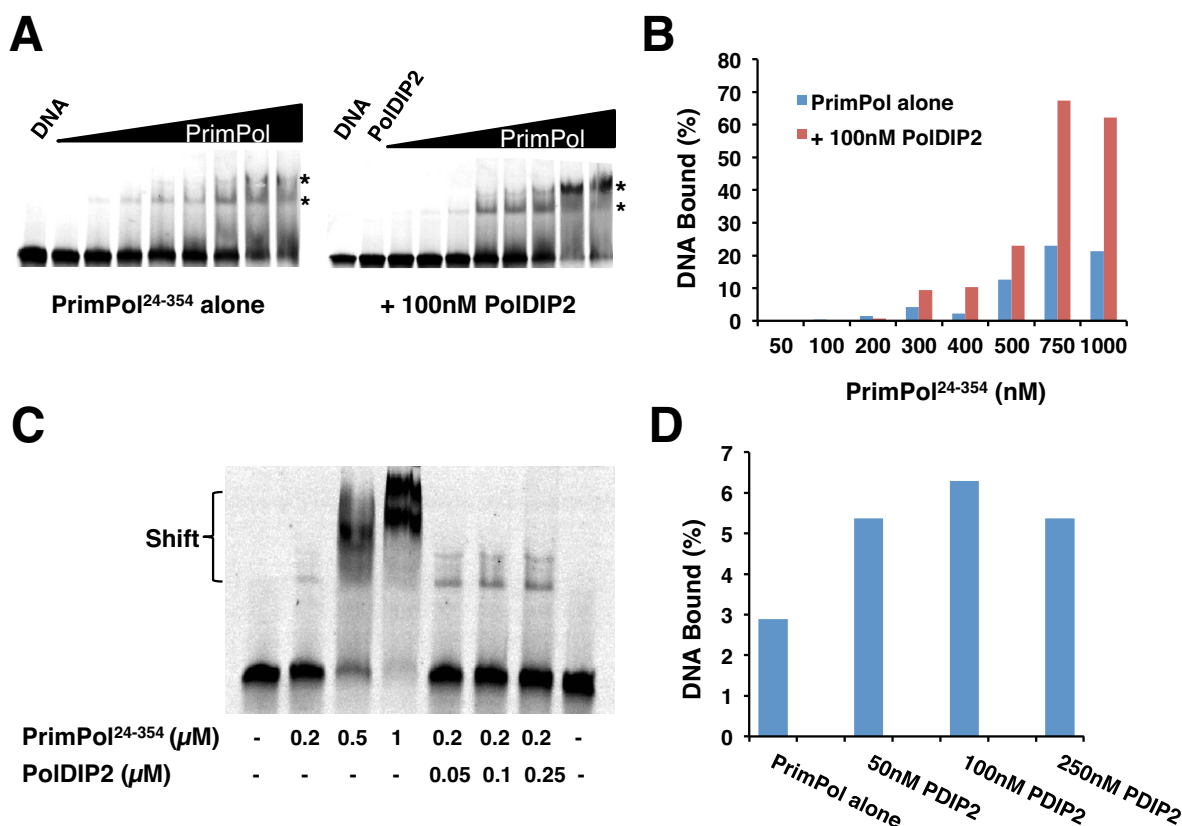 A
DNA
PrimPol
*
*
PrimPol24-354 alone
DNA
PolDIP2
PrimPol
*
*
+ 100nM PolDIP2
B
80
70
60
50
40
30
20
10
0
DNA Bound (%)
PrimPol alone
+ 100nM PolDIP2
50 100 200 300 400 500 750 1000
PrimPol24-354 (nM)
C
Shift
PrimPol24-354 (µM) - 0.2 0.5 1 0.2 0.2 0.2 -
PolDIP2 (µM) - - - - 0.05 0.1 0.25 -
D
7
6
5
4
3
2
1
0
DNA Bound (%)
PrimPol alone
50nM PDIP2
100nM PDIP2
250nM PDIP2